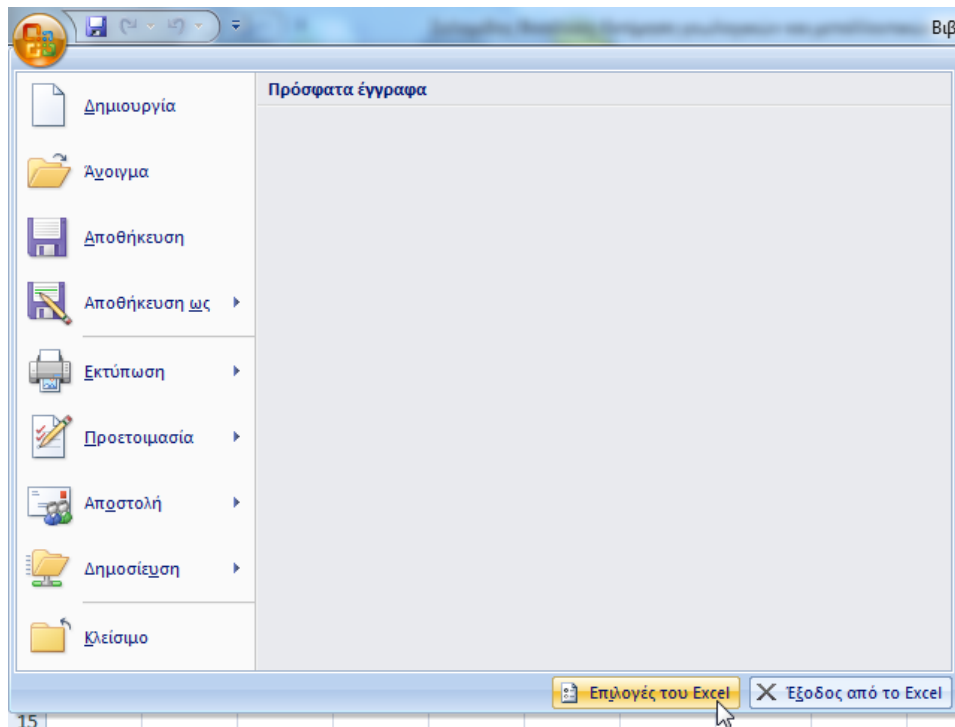 Βιβ
Πρόσφατα έγγραφα
Δημιουργία
Άνοιγμα
Αποθήκευση
Αποθήκευση ως
Εκτύπωση
Προετοιμασία
Αποστολή
Δημοσίευση
Κλείσιμο
Επιλογές του Excel
Έξοδος από το Excel
15